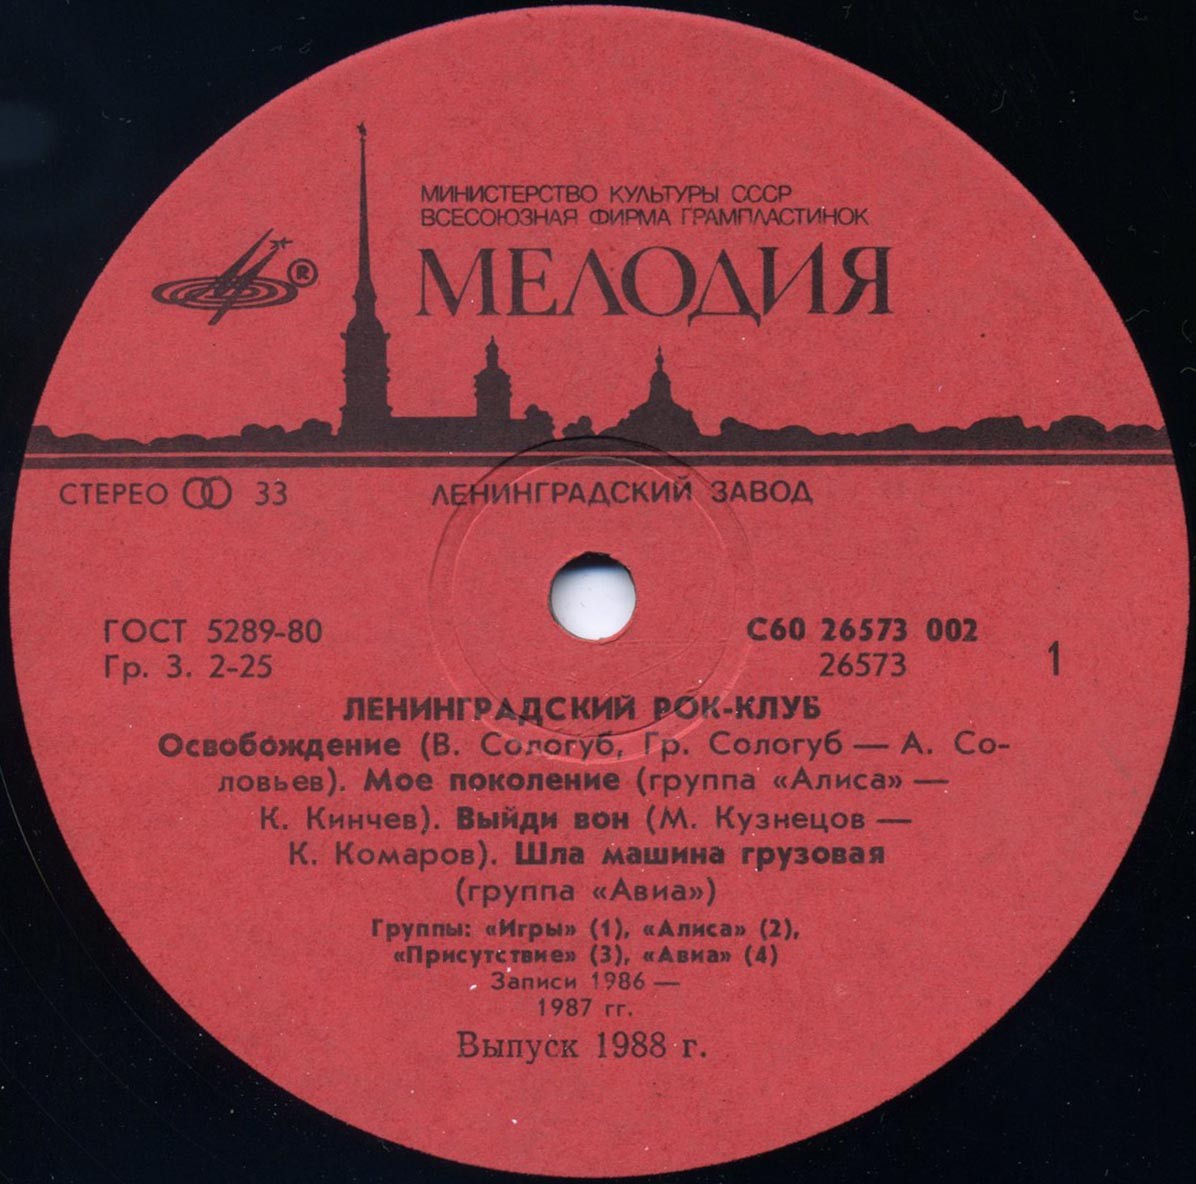 МИНИСТЕРСТВО КУЛЬТУРЫ СССР
ВСЕСОЮЗНАЯ ФИРМА ГРАМПЛАСТИНОК
МЕЛОДИЯ
®
СТЕРЕО 33
ЛЕНИНГРАДСКИЙ ЗАВОД
ГОСТ 5289-80
Гр. 3. 2-25
С60 26573 002
26573
1
ЛЕНИНГРАДСКИЙ РОК-КЛУБ
Освобождение (В. Сологуб, Гр. Сологуб — А. Со-
ловьев). Мое поколение (группа «Алиса» —
К. Кинчев). Выйди вон (М. Кузнецов —
К. Комаров). Шла машина грузовая
(группа «Авиа»)
Группы: «Игры» (1), «Алиса» (2),
«Присутствие» (3), «Авиа» (4)
Записи 1986 —
1987 гг.
Выпуск 1988 г.